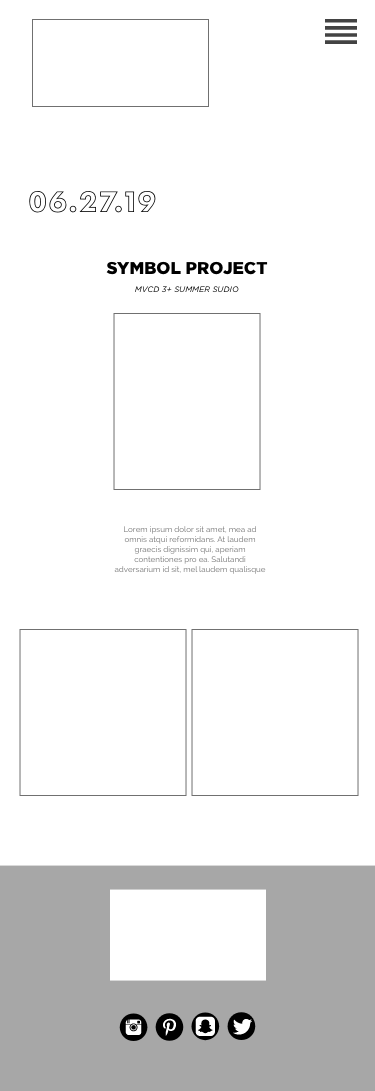 06.27.19
SYMBOL PROJECT
MVCD 3+ SUMMER SUDIO
Lorem ipsum dolor sit amet, mea ad
omnis atqui reformidans. At laudem
graecis dignissim qui, aperiam
contentiones pro ea. Salutandi
adversarium id sit, mel laudem qualisque